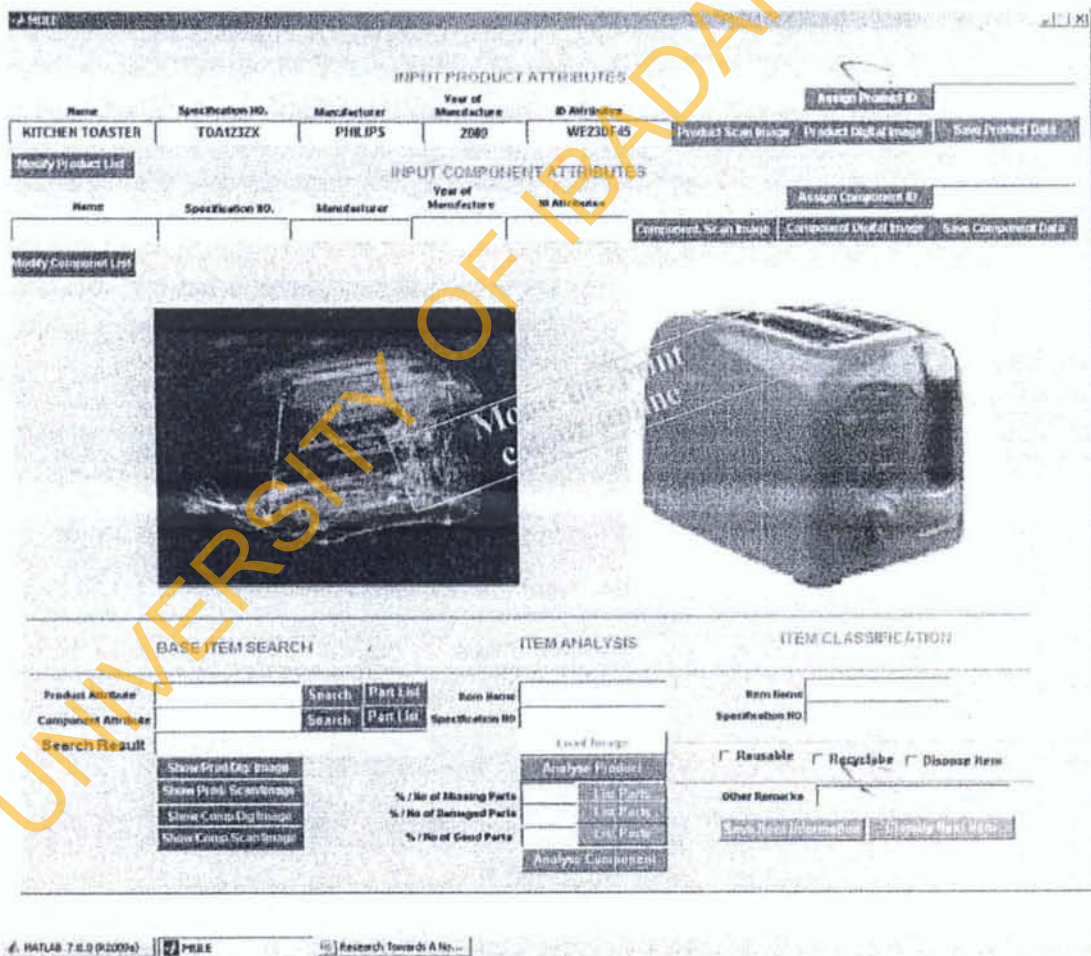 MULE
INPUT PRODUCT ATTRIBUTES
Assign Product ID
Name Specification NO. Manufacturer Year of Manufacture ID Attributes
KITCHEN TOASTER TOA123ZX PHILIPS 2000 WE23DF45 Product Scan Image Product Digital Image Save Product Data
Modify Product List
INPUT COMPONENT ATTRIBUTES
Assign Component ID
Name Specification NO. Manufacturer Year of Manufacture ID Attributes
Component Scan Image Component Digital Image Save Component Data
Modify Componet List
UNIVERSITY OF IBADAN
BASE ITEM SEARCH ITEM ANALYSIS ITEM CLASSIFICATION
Product Attribute Search Part List Item Name Item Name
Component Attribute Search Part List Specification NO Specification NO.
Search Result Load Image
Show Prod Dig Image Analyse Product Reusable Recyclabe Dispose Item
Show Prod. Scan Image % / No of Missing Parts List Parts Other Remarks
Show Comp Dig Image % / No of Damaged Parts List Parts Save Item Information
Show Comp Scan Image % / No of Good Parts List Parts
Analyse Component
MATLAB 7.8.0 (R2009a) MULE Research Towards A No...